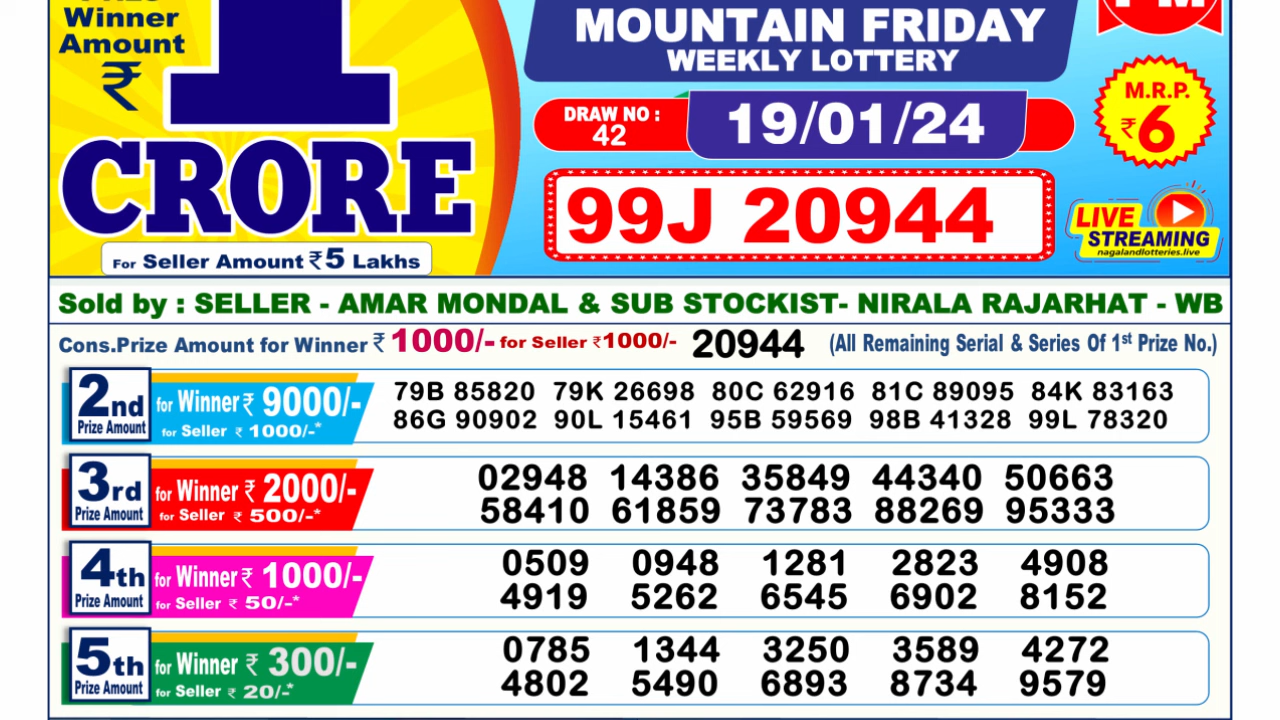 Winner
Amount
₹
1
CRORE
For Seller Amount ₹5 Lakhs
MOUNTAIN FRIDAY
WEEKLY LOTTERY
DRAW NO :
42
19/01/24
PM
M.R.P.
₹6
99J 20944
LIVE
STREAMING
nagalandlotteries.live
Sold by : SELLER - AMAR MONDAL & SUB STOCKIST- NIRALA RAJARHAT - WB
Cons.Prize Amount for Winner ₹ 1000/- for Seller ₹1000/- 20944 (All Remaining Serial & Series Of 1st Prize No.)
2nd
Prize Amount
for Winner ₹ 9000/-
for Seller ₹ 1000/-*
79B 85820 79K 26698 80C 62916 81C 89095 84K 83163
86G 90902 90L 15461 95B 59569 98B 41328 99L 78320
3rd
Prize Amount
for Winner ₹ 2000/-
for Seller ₹ 500/-*
02948 14386 35849 44340 50663
58410 61859 73783 88269 95333
4th
Prize Amount
for Winner ₹ 1000/-
for Seller ₹ 50/-*
0509 0948 1281 2823 4908
4919 5262 6545 6902 8152
5th
Prize Amount
for Winner ₹ 300/-
for Seller ₹ 20/-*
0785 1344 3250 3589 4272
4802 5490 6893 8734 9579